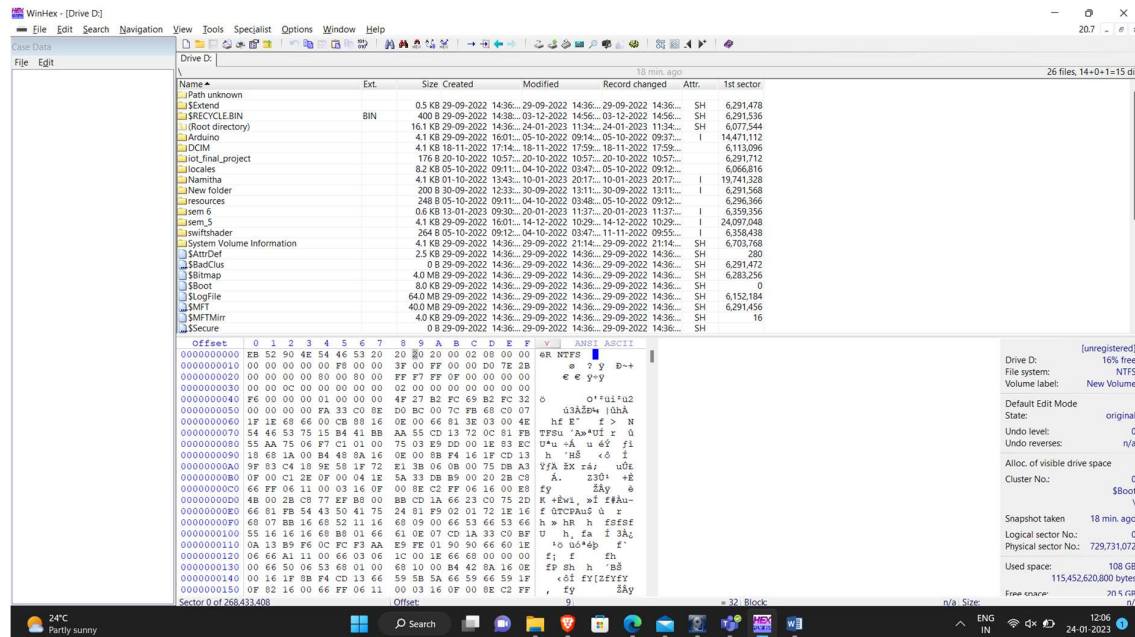 WinHex - [Drive D:]
File Edit Search Navigation View Tools Specialist Options Window Help
20.7
Case Data
File Edit
Drive D:
\
18 min. ago
26 files, 14+0+1=15 di
Name Ext. Size Created Modified Record changed Attr. 1st sector
Path unknown
$Extend 0.5 KB 29-09-2022 14:36:... 29-09-2022 14:36:... 29-09-2022 14:36:... SH 6,291,478
$RECYCLE.BIN BIN 400 B 29-09-2022 14:38:... 03-12-2022 14:56:... 03-12-2022 14:56:... SH 6,291,536
(Root directory) 16.1 KB 29-09-2022 14:36:... 24-01-2023 11:34:... 24-01-2023 11:34:... SH 6,077,544
Arduino 4.1 KB 29-09-2022 16:01:... 05-10-2022 09:14:... 05-10-2022 09:37:... I 14,471,112
DCIM 4.1 KB 18-11-2022 17:14:... 18-11-2022 17:59:... 18-11-2022 17:59:... 6,113,096
iot_final_project 176 B 20-10-2022 10:57:... 20-10-2022 10:57:... 20-10-2022 10:57:... 6,291,712
locales 8.2 KB 05-10-2022 09:11:... 04-10-2022 03:47:... 05-10-2022 09:12:... 6,066,816
Namitha 4.1 KB 01-10-2022 13:43:... 10-01-2023 20:17:... 10-01-2023 20:17:... I 19,741,328
New folder 200 B 30-09-2022 12:33:... 30-09-2022 13:11:... 30-09-2022 13:11:... I 6,291,568
resources 248 B 05-10-2022 09:11:... 04-10-2022 03:48:... 05-10-2022 09:12:... 6,296,366
sem 6 0.6 KB 13-01-2023 09:30:... 20-01-2023 11:37:... 20-01-2023 11:37:... I 6,359,356
sem_5 4.1 KB 29-09-2022 16:01:... 14-12-2022 10:29:... 14-12-2022 10:29:... I 24,097,048
swiftshader 264 B 05-10-2022 09:12:... 04-10-2022 03:47:... 11-11-2022 09:55:... I 6,358,438
System Volume Information 4.1 KB 29-09-2022 14:36:... 29-09-2022 21:14:... 29-09-2022 21:14:... SH 6,703,768
$AttrDef 2.5 KB 29-09-2022 14:36:... 29-09-2022 14:36:... 29-09-2022 14:36:... SH 280
$BadClus 0 B 29-09-2022 14:36:... 29-09-2022 14:36:... 29-09-2022 14:36:... SH 6,291,472
$Bitmap 4.0 MB 29-09-2022 14:36:... 29-09-2022 14:36:... 29-09-2022 14:36:... SH 6,283,256
$Boot 8.0 KB 29-09-2022 14:36:... 29-09-2022 14:36:... 29-09-2022 14:36:... SH 0
$LogFile 64.0 MB 29-09-2022 14:36:... 29-09-2022 14:36:... 29-09-2022 14:36:... SH 6,152,184
$MFT 40.0 MB 29-09-2022 14:36:... 29-09-2022 14:36:... 29-09-2022 14:36:... SH 6,291,456
$MFTMirr 4.0 KB 29-09-2022 14:36:... 29-09-2022 14:36:... 29-09-2022 14:36:... SH 16
$Secure 0 B 29-09-2022 14:36:... 29-09-2022 14:36:... 29-09-2022 14:36:... SH
Offset 0 1 2 3 4 5 6 7 8 9 A B C D E F ANSI ASCII
0000000000 EB 52 90 4E 54 46 53 20 20 20 20 00 02 08 00 00 ëR NTFS
0000000010 00 00 00 00 00 F8 00 00 3F 00 FF 00 00 D0 7E 2B ø ? ÿ Ð~+
0000000020 00 00 00 00 80 00 80 00 FF F7 FF 0F 00 00 00 00 € € ÿ÷ÿ
0000000030 00 00 0C 00 00 00 00 00 02 00 00 00 00 00 00 00
0000000040 F6 00 00 00 01 00 00 00 4F 27 B2 FC 69 B2 FC 32 ö O'²üi²ü2
0000000050 00 00 00 00 FA 33 C0 8E D0 BC 00 7C FB 68 C0 07 ú3ÀŽÐ¼ |ûhÀ
0000000060 1F 1E 68 66 00 CB 88 16 0E 00 66 81 3E 03 00 4E hf Ëˆ f > N
0000000070 54 46 53 75 15 B4 41 BB AA 55 CD 13 72 0C 81 FB TFSu ´A»ªUÍ r û
0000000080 55 AA 75 06 F7 C1 01 00 75 03 E9 DD 00 1E 83 EC Uªu ÷Á u éÝ ƒì
0000000090 18 68 1A 00 B4 48 8A 16 0E 00 8B F4 16 1F CD 13 h ´HŠ ‹ô Í
00000000A0 9F 83 C4 18 9E 58 1F 72 E1 3B 06 0B 00 75 DB A3 ŸƒÄ žX rá; uÛ£
00000000B0 0F 00 C1 2E 0F 00 04 1E 5A 33 DB B9 00 20 2B C8 Á. Z3Û¹ +È
00000000C0 66 FF 06 11 00 03 16 0F 00 8E C2 FF 06 16 00 E8 fÿ ŽÂÿ è
00000000D0 4B 00 2B C8 77 EF B8 00 BB CD 1A 66 23 C0 75 2D K +Èwï¸ »Í f#Àu-
00000000E0 66 81 FB 54 43 50 41 75 24 81 F9 02 01 72 1E 16 f ûTCPAu$ ù r
00000000F0 68 07 BB 16 68 52 11 16 68 09 00 66 53 66 53 66 h » hR h fSfSf
0000000100 55 16 16 16 68 B8 01 66 61 0E 07 CD 1A 33 C0 BF U h¸ fa Í 3À¿
0000000110 0A 13 B9 F6 0C FC F3 AA E9 FE 01 90 90 66 60 1E ¹ö üóªéþ f`
0000000120 06 66 A1 11 00 66 03 06 1C 00 1E 66 68 00 00 00 f¡ f fh
0000000130 00 66 50 06 53 68 01 00 68 10 00 B4 42 8A 16 0E fP Sh h ´BŠ
0000000140 00 16 1F 8B F4 CD 13 66 59 5B 5A 66 59 66 59 1F ‹ôÍ fY[ZfYfY
0000000150 0F 82 16 00 66 FF 06 11 00 03 16 0F 00 8E C2 FF ‚ fÿ ŽÂÿ
Sector 0 of 268,433,408 Offset: 9 = 32 Block: n/a Size: n/
[unregistered]
Drive D: 16% free
File system: NTFS
Volume label: New Volume
Default Edit Mode
State: original
Undo level: 0
Undo reverses: n/a
Alloc. of visible drive space
Cluster No.: 0
$Boot
\
Snapshot taken 18 min. ago
Logical sector No.: 0
Physical sector No.: 729,731,072
Used space: 108 GB
115,452,620,800 bytes
Free space: 20.5 GB
24°C
Partly sunny
Search
HEX
ENG
IN
12:06
24-01-2023
1